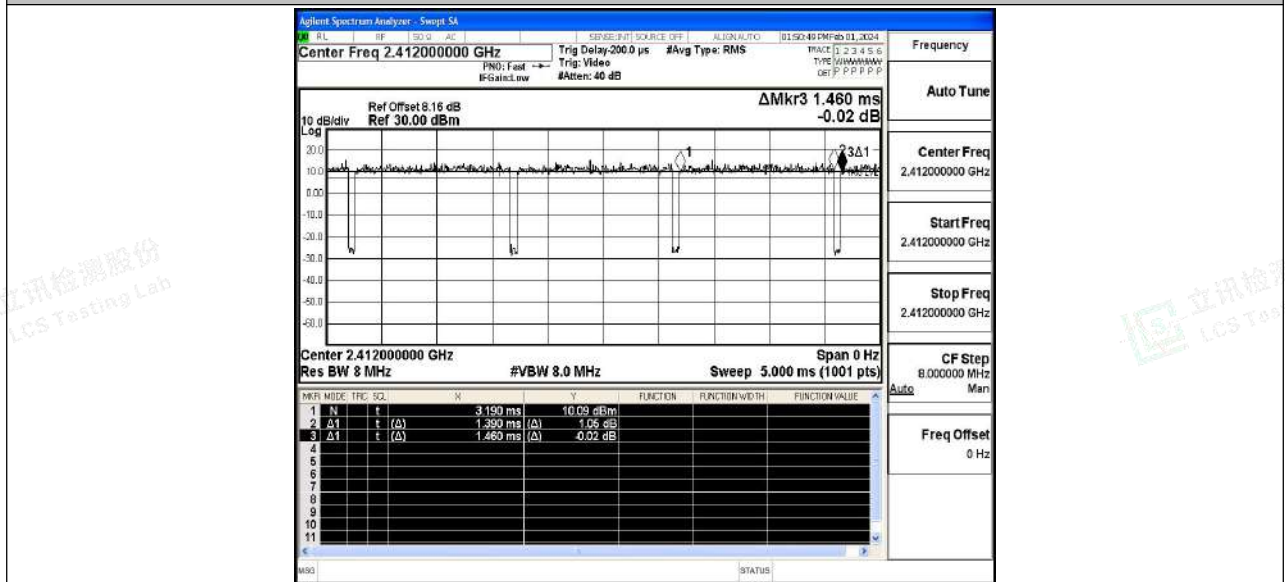 Agilent Spectrum Analyzer - Swept SA
RL RF 50 Ω AC SENSE:INT SOURCE OFF ALIGN AUTO 01:50:49 PM Feb 01, 2024
Center Freq 2.412000000 GHz
PNO: Fast
IFGain:Low
Trig Delay-200.0 µs
Trig: Video
#Atten: 40 dB
#Avg Type: RMS
TRACE 1 2 3 4 5 6
TYPE
DET P P P P P P
ΔMkr3 1.460 ms
-0.02 dB
Ref Offset 8.16 dB
10 dB/div Ref 30.00 dBm
Log
20.0
10.0
0.00
-10.0
-20.0
-30.0
-40.0
-50.0
-60.0
1
3Δ1
Center 2.412000000 GHz Span 0 Hz
Res BW 8 MHz #VBW 8.0 MHz Sweep 5.000 ms (1001 pts)
MKR MODE TRC SCL X Y FUNCTION FUNCTION WIDTH FUNCTION VALUE
1 N t 3.190 ms 10.09 dBm
2 Δ1 t (Δ) 1.390 ms (Δ) 1.05 dB
3 Δ1 t (Δ) 1.460 ms (Δ) -0.02 dB
4
5
6
7
8
9
10
11
MSG STATUS
Frequency
Auto Tune
Center Freq
2.412000000 GHz
Start Freq
2.412000000 GHz
Stop Freq
2.412000000 GHz
CF Step
8.000000 MHz
Auto Man
Freq Offset
0 Hz
立讯检测股份
LCS Testing Lab
立讯检测
LCS Tes